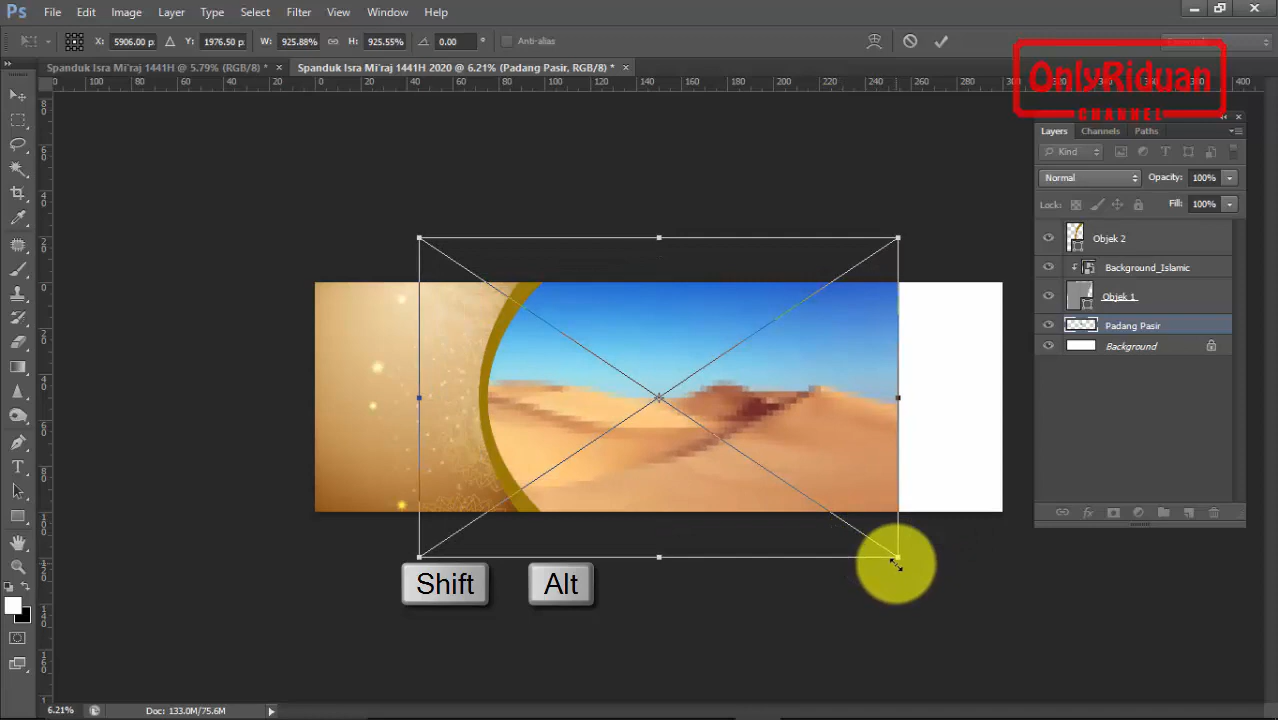 Ps File Edit Image Layer Type Select Filter View Window Help
X: 5906.00 p Y: 1976.50 p W: 925.88% H: 925.55% 0.00 ° Anti-alias
Spanduk Isra Mi'raj 1441H @ 5.79% (RGB/8) * × Spanduk Isra Mi'raj 1441H 2020 @ 6.21% (Padang Pasir, RGB/8) * ×
OnlyRiduan
CHANNEL
Layers Channels Paths
Kind
Normal Opacity: 100%
Lock: Fill: 100%
Objek 2
Background_Islamic
Objek 1
Padang Pasir
Background
Shift Alt
6.21% Doc: 133.0M/75.6M